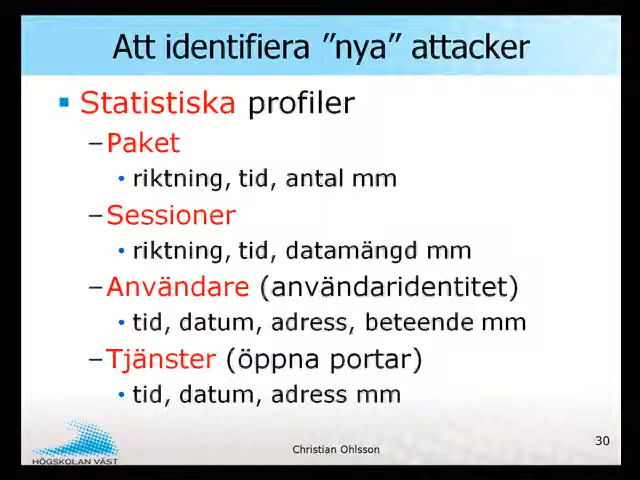 Att identifiera ”nya” attacker
Statistiska profiler
–Paket
• riktning, tid, antal mm
–Sessioner
• riktning, tid, datamängd mm
–Användare (användaridentitet)
• tid, datum, adress, beteende mm
–Tjänster (öppna portar)
• tid, datum, adress mm
HÖGSKOLAN VÄST
Christian Ohlsson
30